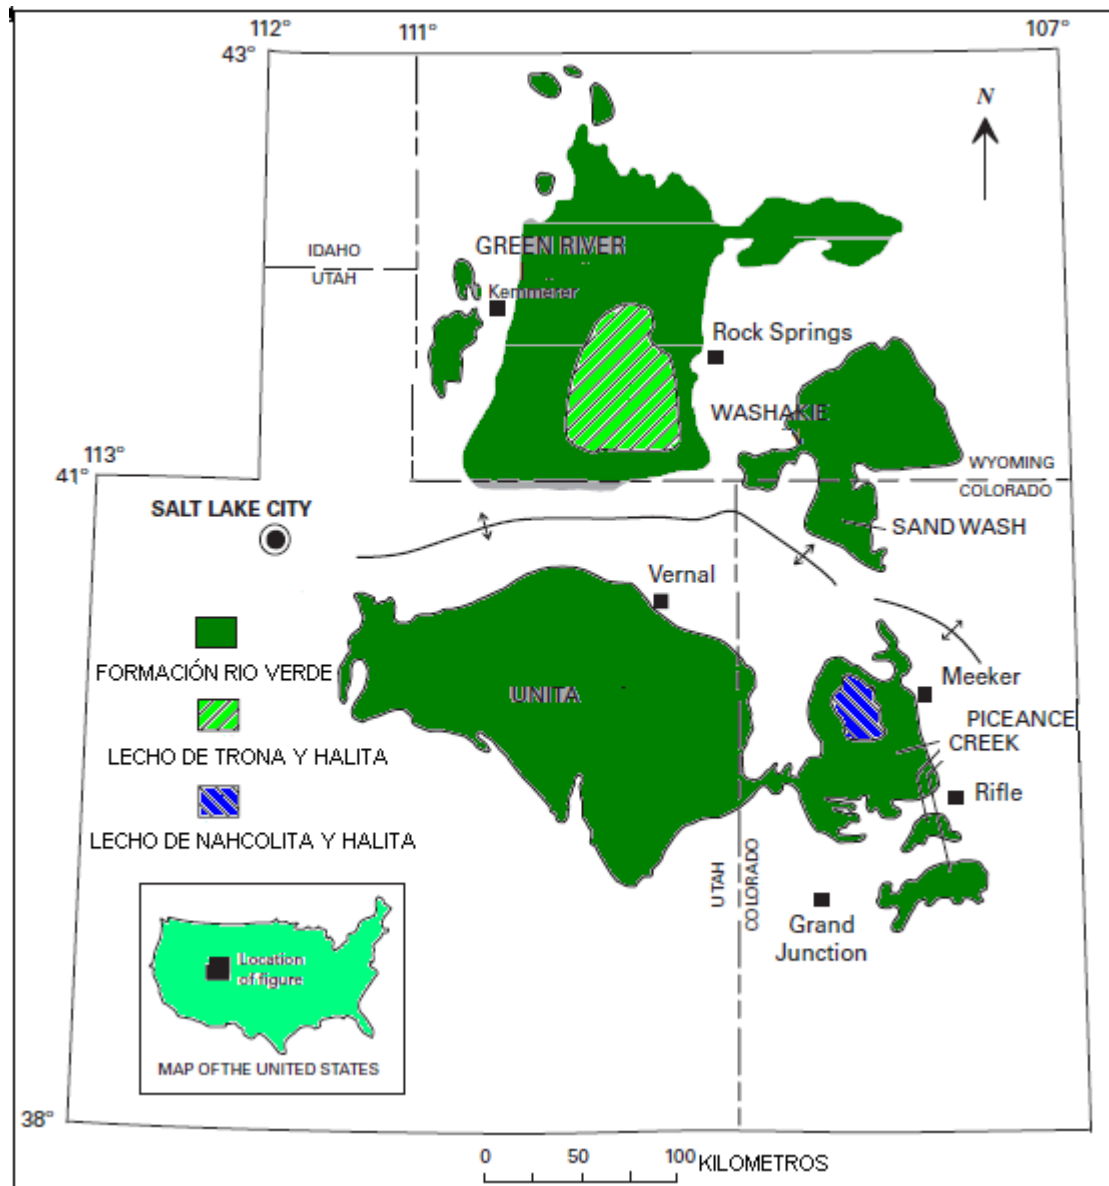 112°
111°
107°
43°
N
IDAHO
UTAH
GREEN RIVER
Kemmerer
Rock Springs
WASHAKIE
WYOMING
COLORADO
113°
41°
SALT LAKE CITY
SAND WASH
Vernal
FORMACIÓN RIO VERDE
UNITA
Meeker
PICEANCE
CREEK
LECHO DE TRONA Y HALITA
Rifle
LECHO DE NAHCOLITA Y HALITA
UTAH
COLORADO
Grand
Junction
Location
of figure
MAP OF THE UNITED STATES
38°
0 50 100 KILOMETROS